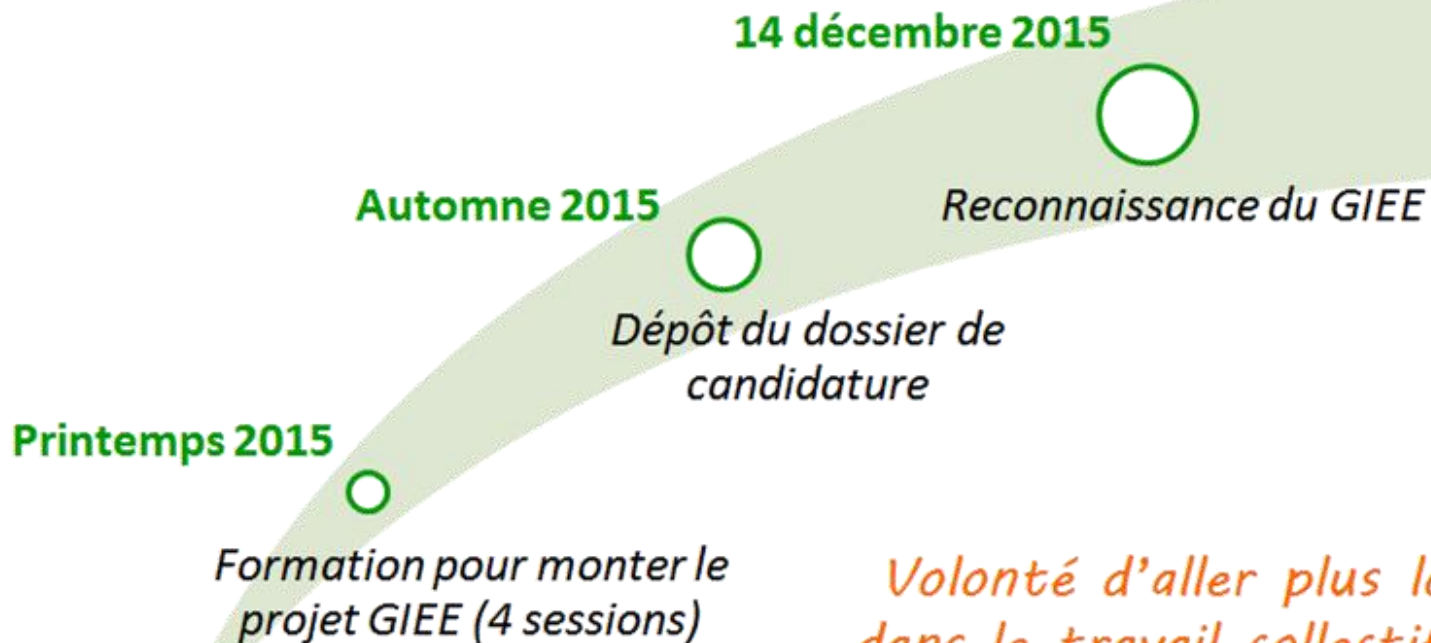 14 décembre 2015
Reconnaissance du GIEE
Automne 2015
Dépôt du dossier de
candidature
Printemps 2015
Formation pour monter le
projet GIEE (4 sessions)
Volonté d'aller plus
dans le travail